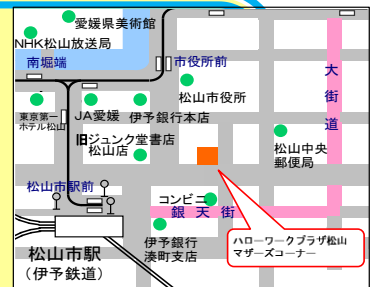 愛媛県美術館
NHK松山放送局
南堀端
市役所前
大街道
松山市役所
東京第一
ホテル松山
JA愛媛
伊予銀行本店
旧ジュンク堂書店
松山店
松山中央
郵便局
松山市駅前
コンビニ
銀天街
伊予銀行
湊町支店
松山市駅
（伊予鉄道）
ハローワークプラザ松山
マザーズコーナー